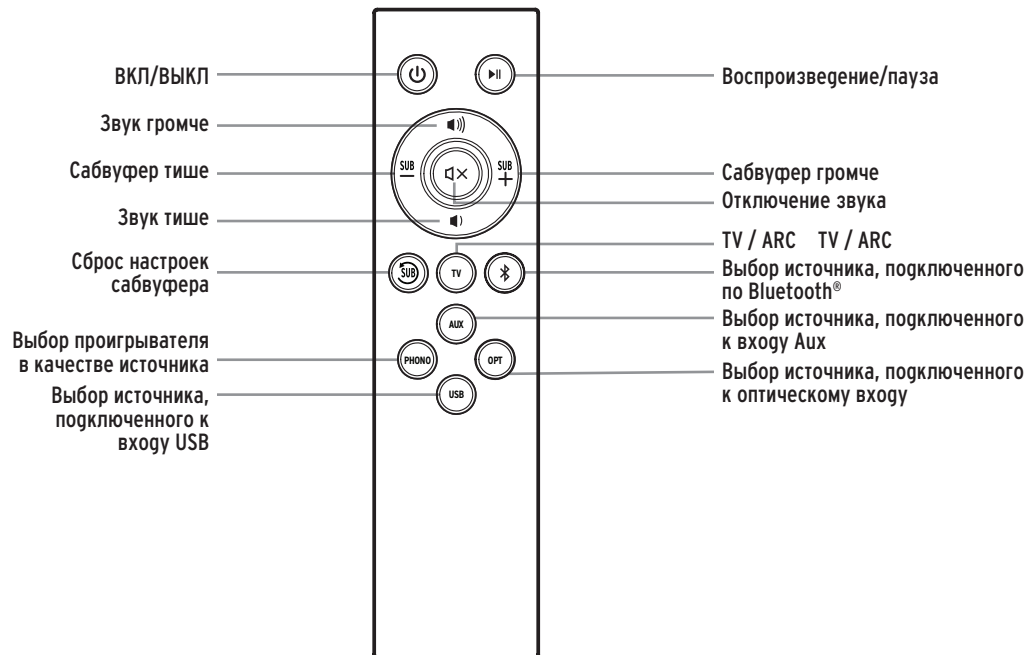 ВКЛ/ВЫКЛ
Звук громче
Сабвуфер тише
Звук тише
Сброс настроек
сабвуфера
Выбор проигрывателя
в качестве источника
Выбор источника,
подключенного к
входу USB
SUB
SUB
SUB
TV
AUX
PHONO
OPT
USB
Воспроизведение/пауза
Сабвуфер громче
Отключение звука
TV / ARC TV / ARC
Выбор источника, подключенного
по Bluetooth®
Выбор источника, подключенного
к входу Aux
Выбор источника, подключенного
к оптическому входу